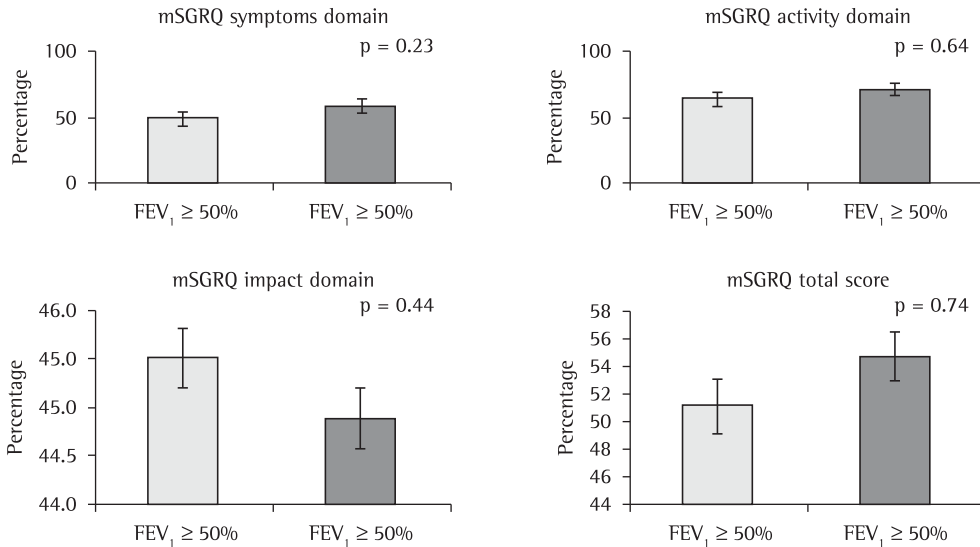 mSGRQ symptoms domain
p = 0.23
100
50
0
Percentage
FEV1 ≥ 50%
FEV1 ≥ 50%
mSGRQ activity domain
p = 0.64
100
50
0
Percentage
FEV1 ≥ 50%
FEV1 ≥ 50%
mSGRQ impact domain
p = 0.44
46.0
45.0
45.0
44.5
44.0
Percentage
FEV1 ≥ 50%
FEV1 ≥ 50%
mSGRQ total score
p = 0.74
58
56
54
52
50
48
46
44
Percentage
FEV1 ≥ 50%
FEV1 ≥ 50%